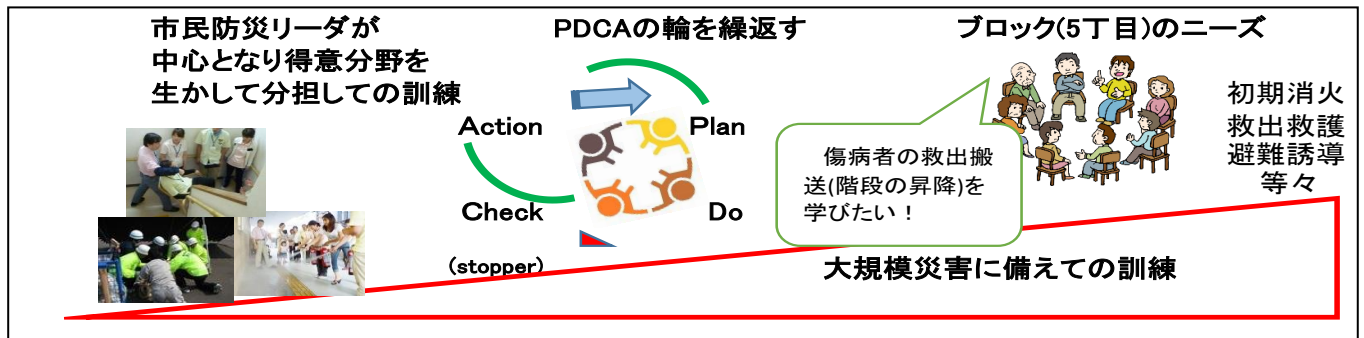 市民防災リーダが
中心となり得意分野を
生かして分担しての訓練
PDCAの輪を繰返す
Action
Plan
Check
Do
(stopper)
ブロック(5丁目)のニーズ
傷病者の救出搬
送(階段の昇降)を
学びたい！
初期消火
救出救護
避難誘導
等々
大規模災害に備えての訓練